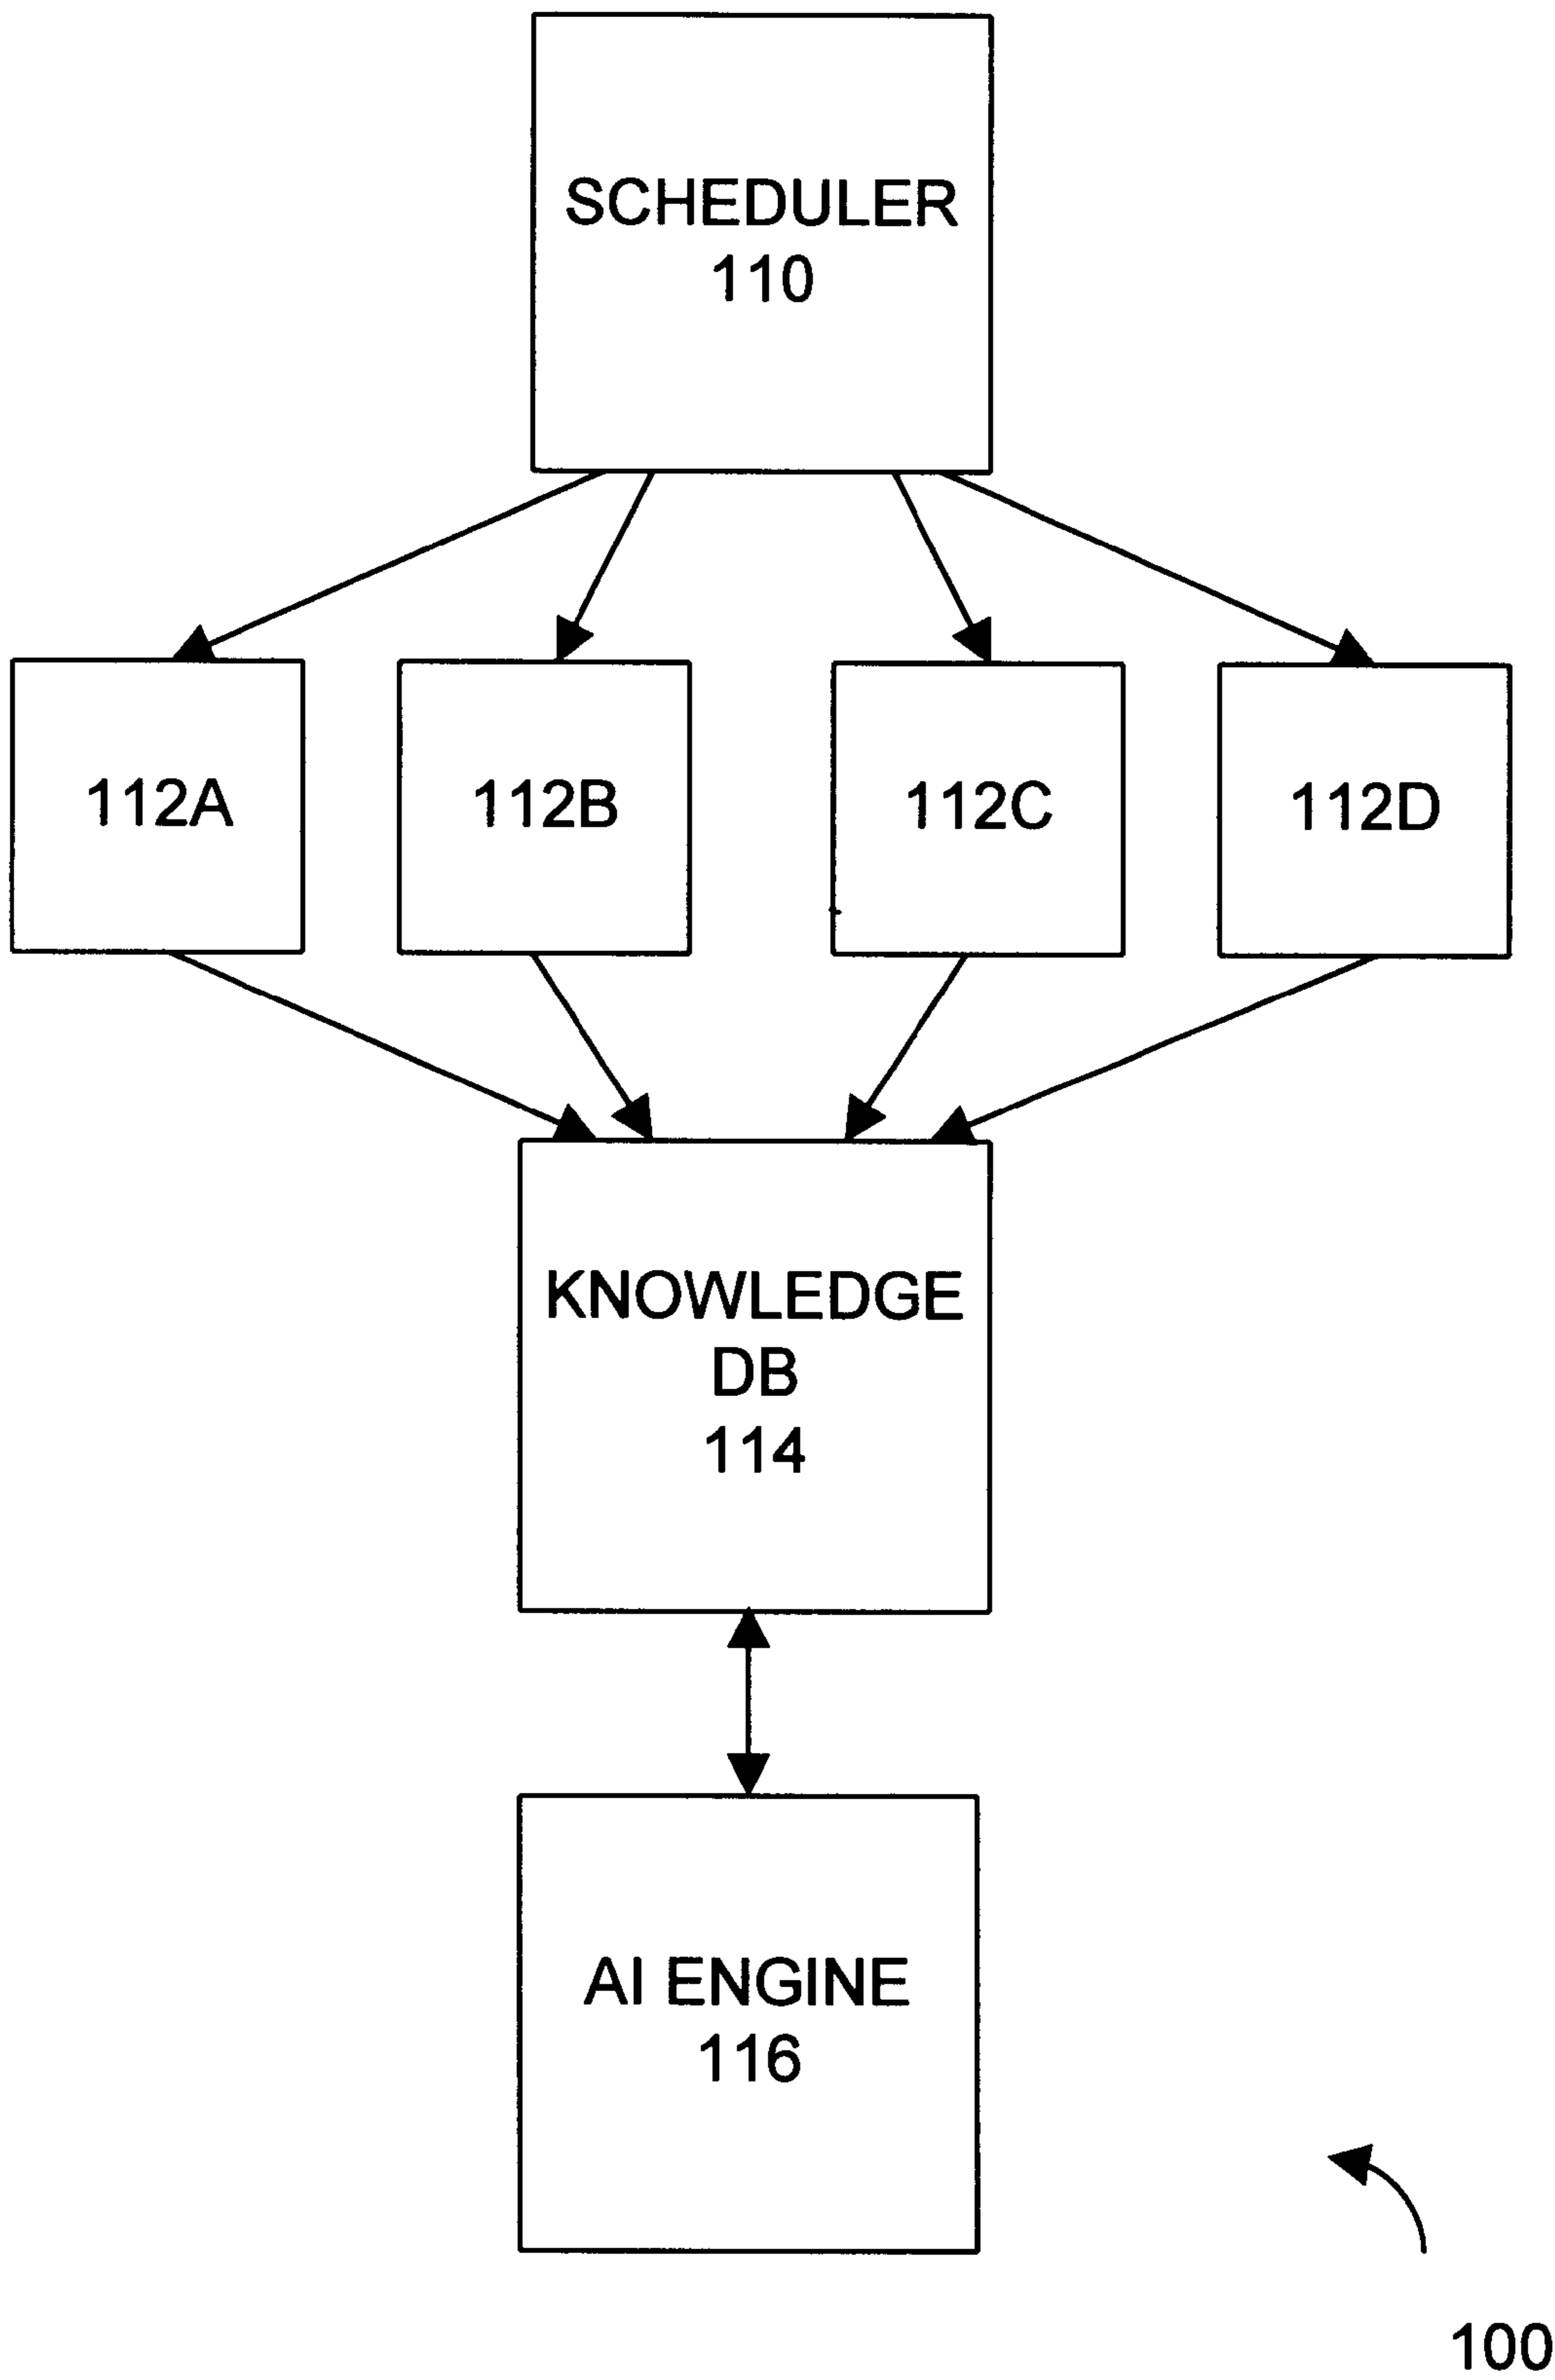 SCHEDULER
110
112A
112B
112C
112D
KNOWLEDGE
DB
114
AI ENGINE
116
100